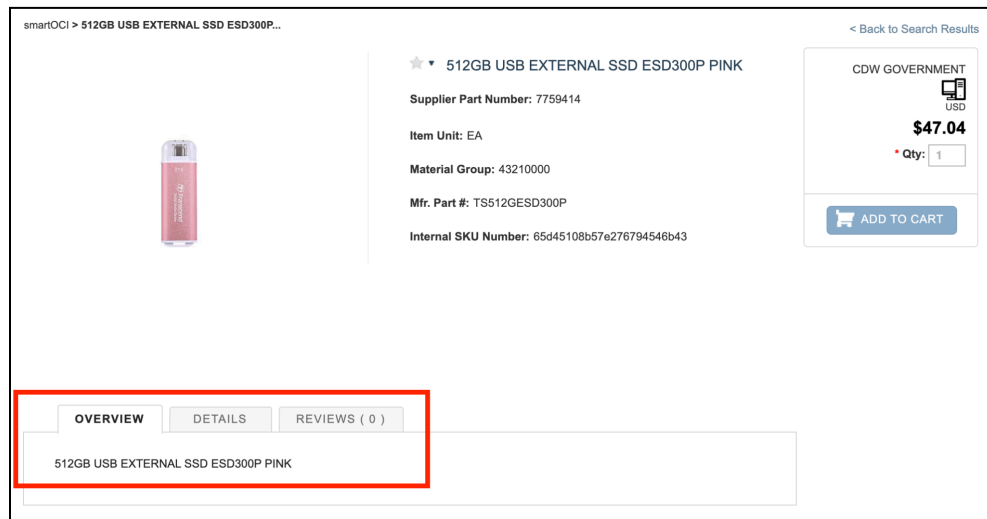 smartOCI > 512GB USB EXTERNAL SSD ESD300P...
< Back to Search Results
512GB USB EXTERNAL SSD ESD300P PINK
Supplier Part Number: 7759414
Item Unit: EA
Material Group: 43210000
Mfr. Part #: TS512GESD300P
Internal SKU Number: 65d45108b57e276794546b43
CDW GOVERNMENT
USD
$47.04
* Qty: 1
ADD TO CART
Transcend
OVERVIEW DETAILS REVIEWS ( 0 )
512GB USB EXTERNAL SSD ESD300P PINK